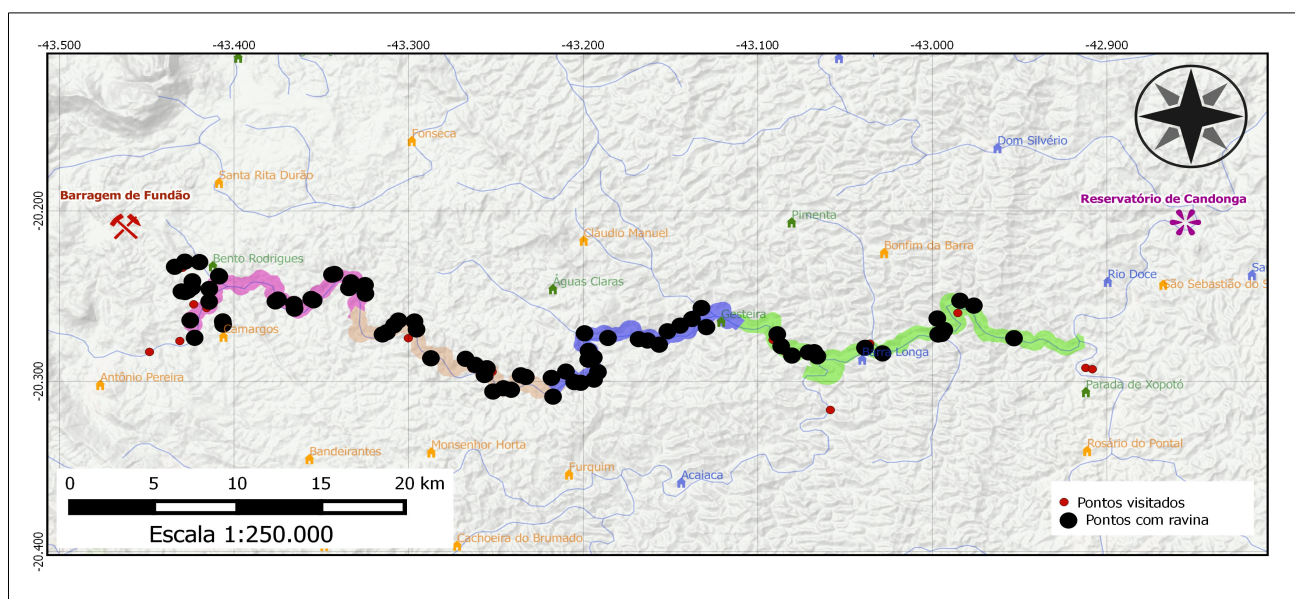 -43.500 -43.400 -43.300 -43.200 -43.100 -43.000 -42.900
Fonseca
Dom Silvério
Santa Rita Durão
Barragem de Fundão
Reservatório de Candonga
-20.200
Pimenta
Cláudio Manuel
Bonfim da Barra
Bento Rodrigues
Águas Claras
Rio Doce
Sa
São Sebastião do S
Gesteira
Camargos
Barra Longa
-20.300
Antônio Pereira
Parada de Xopotó
Bandeirantes
Monsenhor Horta
Rosário do Pontal
Furquim
Acaiaca
0 5 10 15 20 km
Escala 1:250.000
Pontos visitados
Pontos com ravina
Cachoeira do Brumado
-20.400